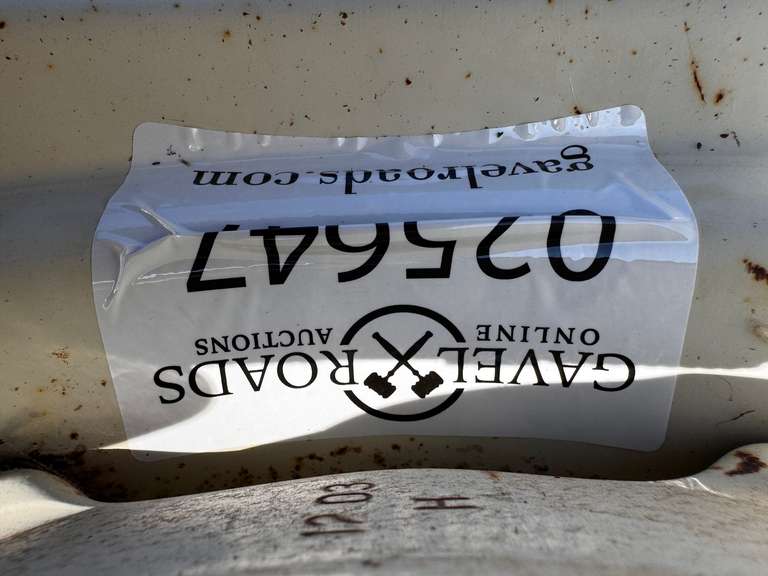 GAVEL ROADS
ONLINE AUCTIONS
025647
gavelroads.com
12 03
H